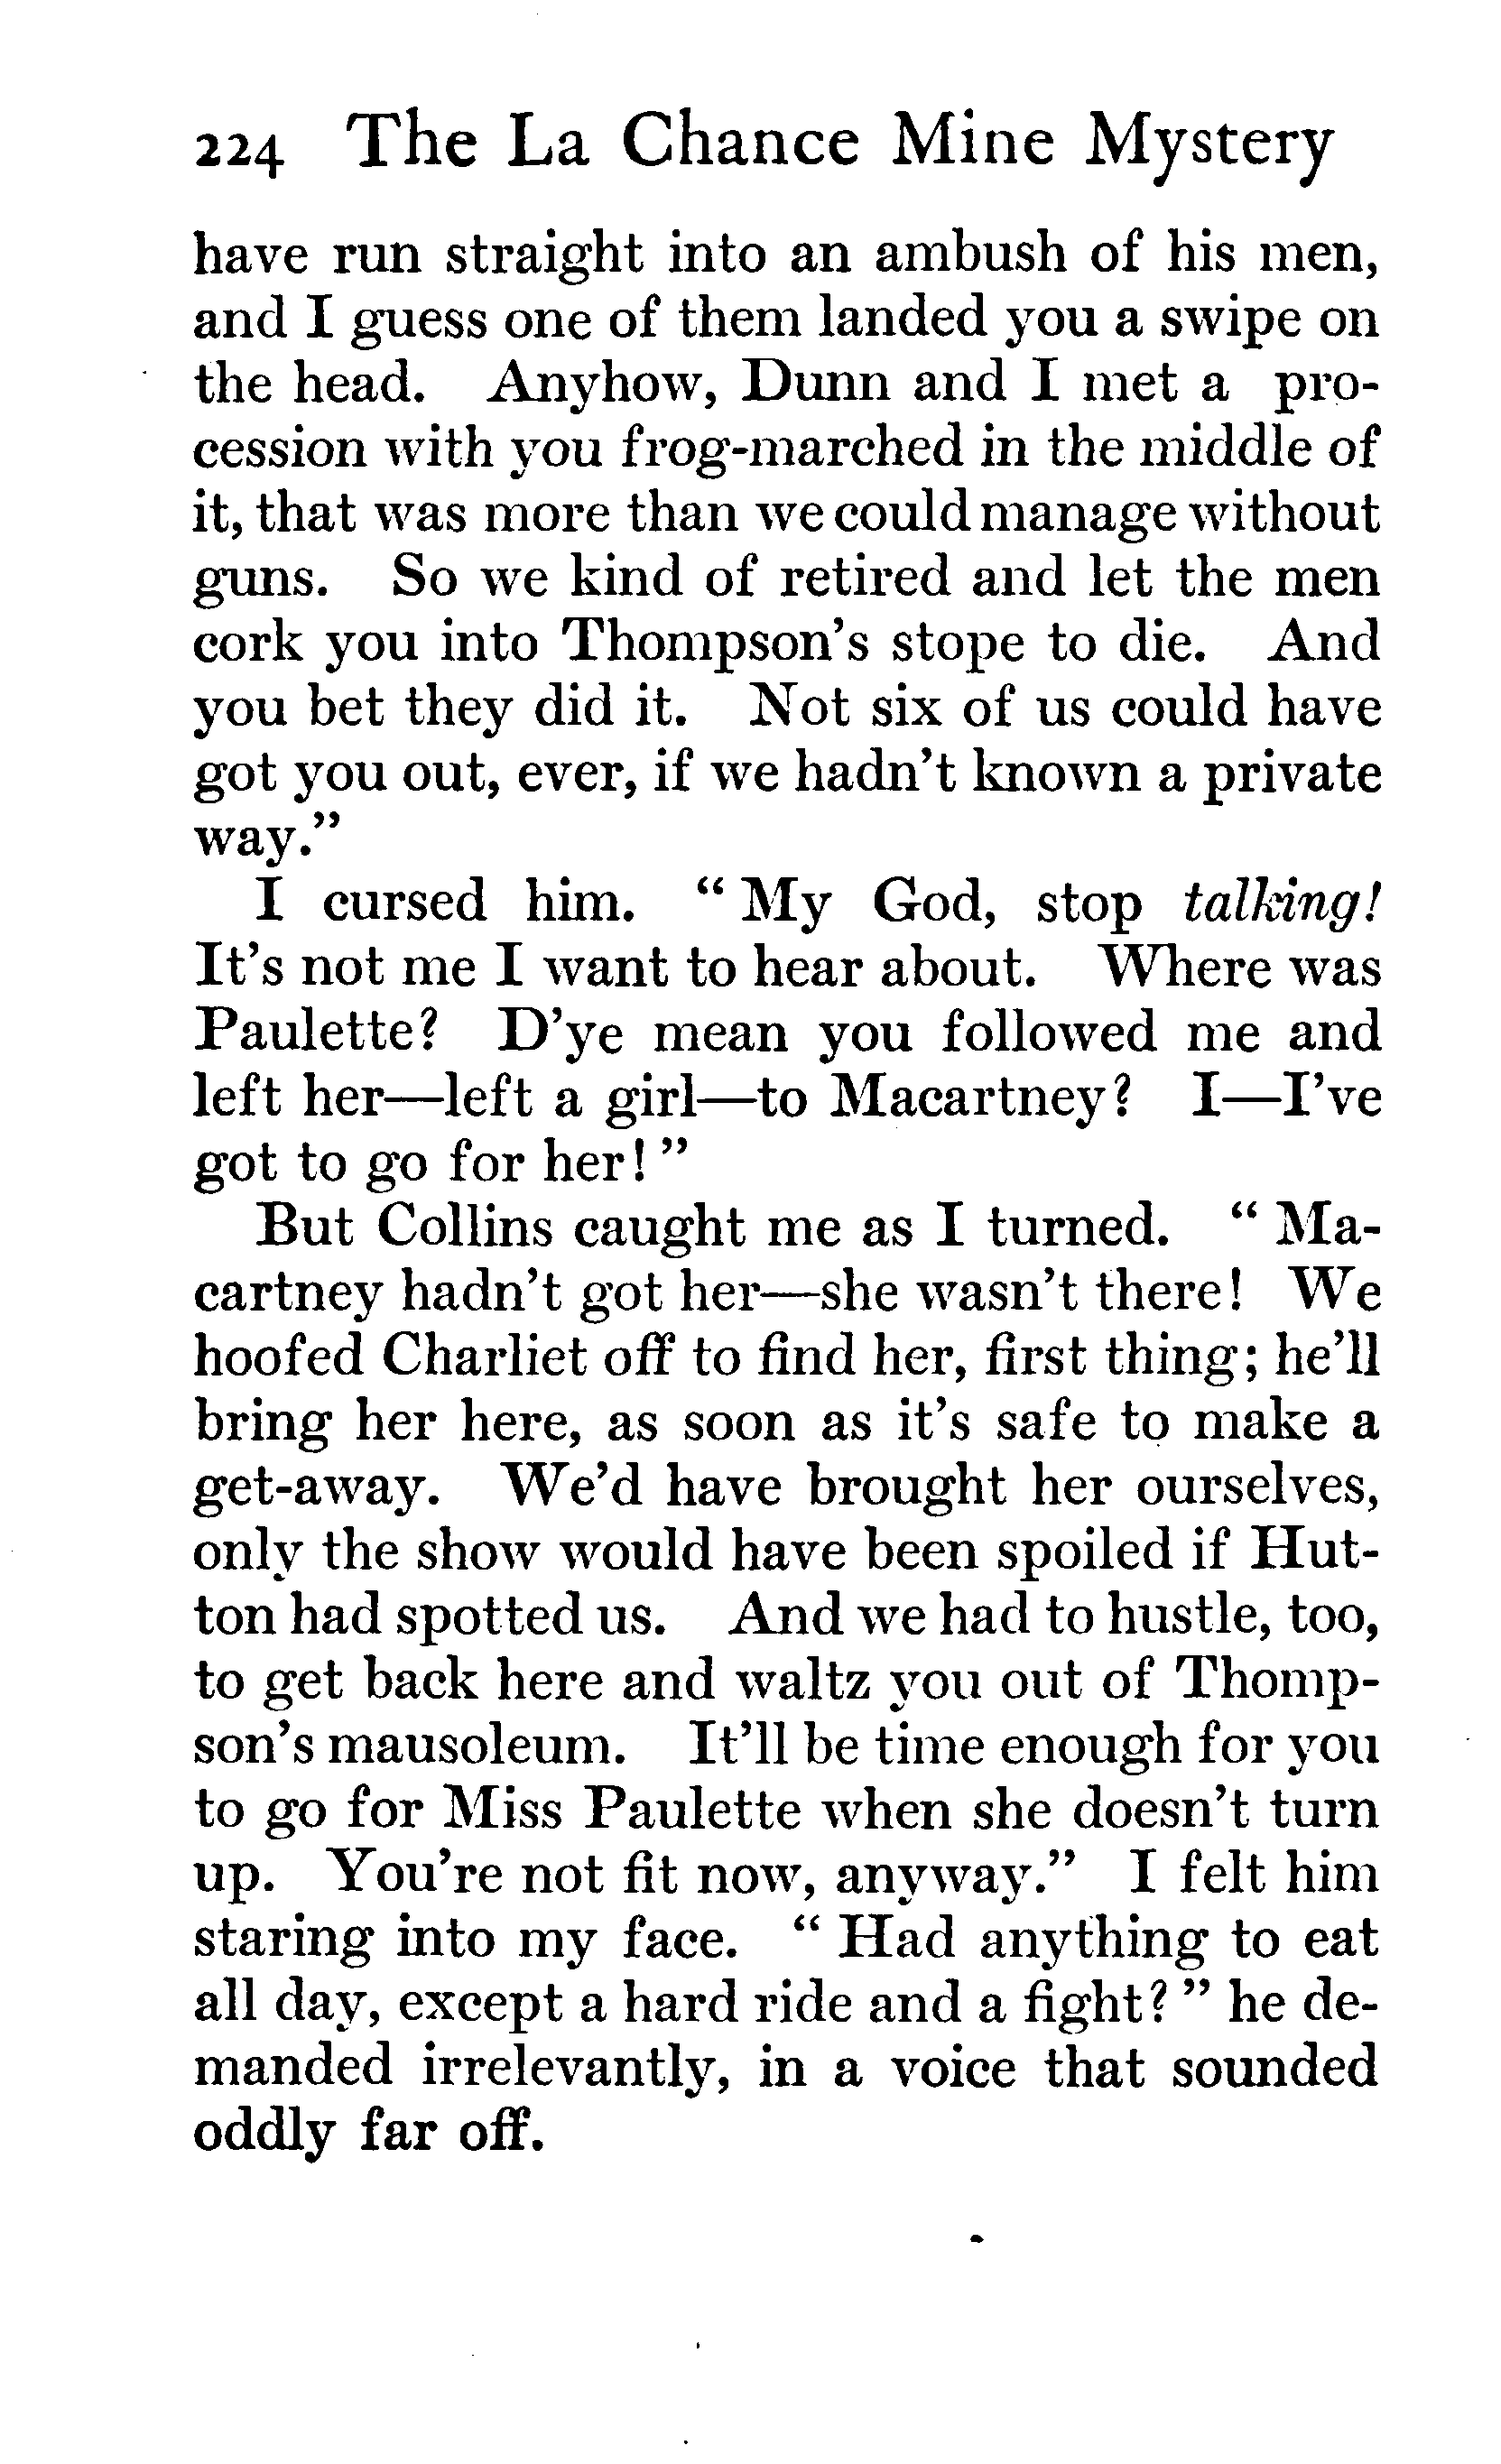 224 The La Chance Mine Mystery
have run straight into an ambush of his men,
and I guess one of them landed you a swipe on
the head. Anyhow, Dunn and I met a pro-
cession with you frog-marched in the middle of
it, that was more than we could manage without
guns. So we kind of retired and let the men
cork you into Thompson's stope to die. And
you bet they did it. Not six of us could have
got you out, ever, if we hadn't known a private
way."
I cursed him. "My God, stop talking!
It's not me I want to hear about. Where was
Paulette? D'ye mean you followed me and
left her—left a girl—to Macartney? I—I've
got to go for her!"
But Collins caught me as I turned. "Ma-
cartney hadn't got her—she wasn't there! We
hoofed Charliet off to find her, first thing; he'll
bring her here, as soon as it's safe to make a
get-away. We'd have brought her ourselves,
only the show would have been spoiled if Hut-
ton had spotted us. And we had to hustle, too,
to get back here and waltz you out of Thomp-
son's mausoleum. It'll be time enough for you
to go for Miss Paulette when she doesn't turn
up. You're not fit now, anyway." I felt him
staring into my face. "Had anything to eat
all day, except a hard ride and a fight?" he de-
manded irrelevantly, in a voice that sounded
oddly far off.